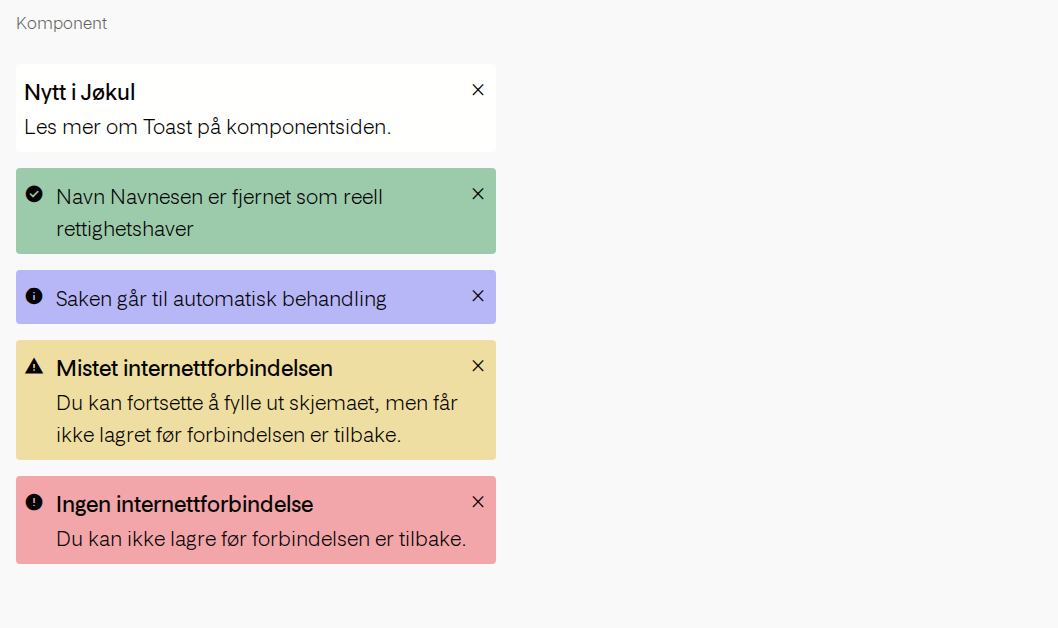 Komponent
Nytt i Jøkul
Les mer om Toast på komponentsiden.
Navn Navnesen er fjernet som reell
rettighetshaver
Saken går til automatisk behandling
Mistet internettforbindelsen
Du kan fortsette å fylle ut skjemaet, men får
ikke lagret før forbindelsen er tilbake.
Ingen internettforbindelse
Du kan ikke lagre før forbindelsen er tilbake.